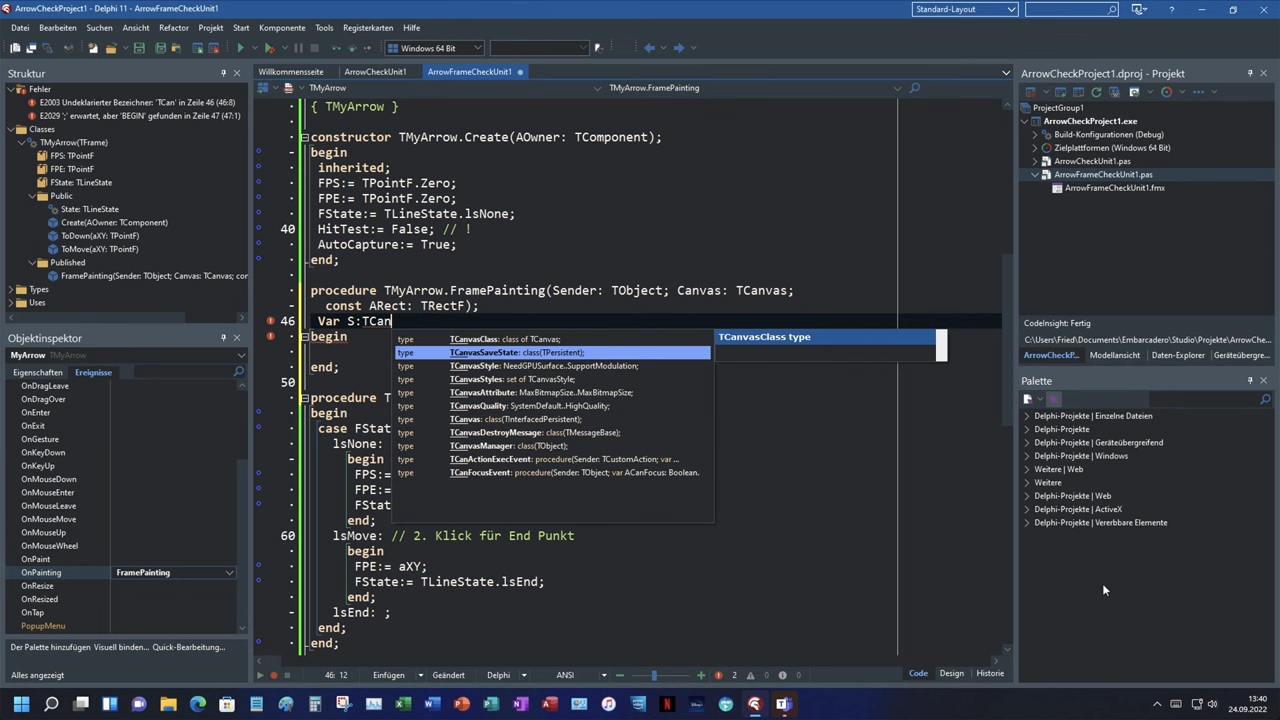 ArrowCheckProject1 - Delphi 11 - ArrowFrameCheckUnit1
Standard-Layout
Datei Bearbeiten Suchen Ansicht Refactor Projekt Start Komponente Tools Registerkarten Hilfe
Windows 64 Bit
Struktur
Fehler
E2003 Undeklarierter Bezeichner: 'TCan' in Zeile 46 (46:8)
E2029 ';' erwartet, aber 'BEGIN' gefunden in Zeile 47 (47:1)
Classes
TMyArrow(TFrame)
FPS: TPointF
FPE: TPointF
FState: TLineState
Public
State: TLineState
Create(AOwner: TComponent)
ToDown(aXY: TPointF)
ToMove(aXY: TPointF)
Published
FramePainting(Sender: TObject; Canvas: TCanvas; con
Types
Uses
Objektinspektor
MyArrow TMyArrow
Eigenschaften Ereignisse
OnDragLeave
OnEnter
OnExit
OnGesture
OnKeyDown
OnKeyUp
OnMouseDown
OnMouseEnter
OnMouseLeave
OnMouseMove
OnMouseUp
OnMouseWheel
OnPaint
OnPainting FramePainting
OnResize
OnResized
OnTap
PopupMenu
Der Palette hinzufügen Visuell binden... Quick-Bearbeitung...
Alles angezeigt
Willkommensseite ArrowCheckUnit1 ArrowFrameCheckUnit1
TMyArrow TMyArrow.FramePainting
{ TMyArrow }
constructor TMyArrow.Create(AOwner: TComponent);
begin
inherited;
FPS:= TPointF.Zero;
FPE:= TPointF.Zero;
FState:= TLineState.lsNone;
40 HitTest:= False; // !
AutoCapture:= True;
end;
procedure TMyArrow.FramePainting(Sender: TObject; Canvas: TCanvas;
const ARect: TRectF);
46 Var S:TCan
begin
end;
50
procedure T
begin
case FStat
lsNone:
begin
FPS:=
FPE:=
FStat
end;
60 lsMove: // 2. Klick für End Punkt
begin
FPE:= aXY;
FState:= TLineState.lsEnd;
end;
lsEnd: ;
end;
end;
type TCanvasClass: class of TCanvas;
type TCanvasSaveState: class(TPersistent);
type TCanvasStyle: NeedGPUSurface..SupportModulation;
type TCanvasStyles: set of TCanvasStyle;
type TCanvasAttribute: MaxBitmapSize..MaxBitmapSize;
type TCanvasQuality: SystemDefault..HighQuality;
type TCanvas: class(TInterfacedPersistent);
type TCanvasDestroyMessage: class(TMessageBase);
type TCanvasManager: class(TObject);
type TCanActionExecEvent: procedure(Sender: TCustomAction; var ...
type TCanFocusEvent: procedure(Sender: TObject; var ACanFocus: Boolean.
TCanvasClass type
46: 12 Einfügen Geändert Delphi ANSI 2 0 0 Code Design Historie
ArrowCheckProject1.dproj - Projekt
ProjectGroup1
ArrowCheckProject1.exe
Build-Konfigurationen (Debug)
Zielplattformen (Windows 64 Bit)
ArrowCheckUnit1.pas
ArrowFrameCheckUnit1.pas
ArrowFrameCheckUnit1.fmx
CodeInsight: Fertig
C:\Users\Fried\Documents\Embarcadero\Studio\Projekte\ArrowChe
ArrowCheckP... Modellansicht Daten-Explorer Multi-Geräte-V...
Palette
Delphi-Projekte | Einzelne Dateien
Delphi-Projekte
Delphi-Projekte | Geräteübergreifend
Delphi-Projekte | Windows
Weitere | Web
Weitere
Delphi-Projekte | Web
Delphi-Projekte | ActiveX
Delphi-Projekte | Vererbbare Elemente
13:40
24.09.2022